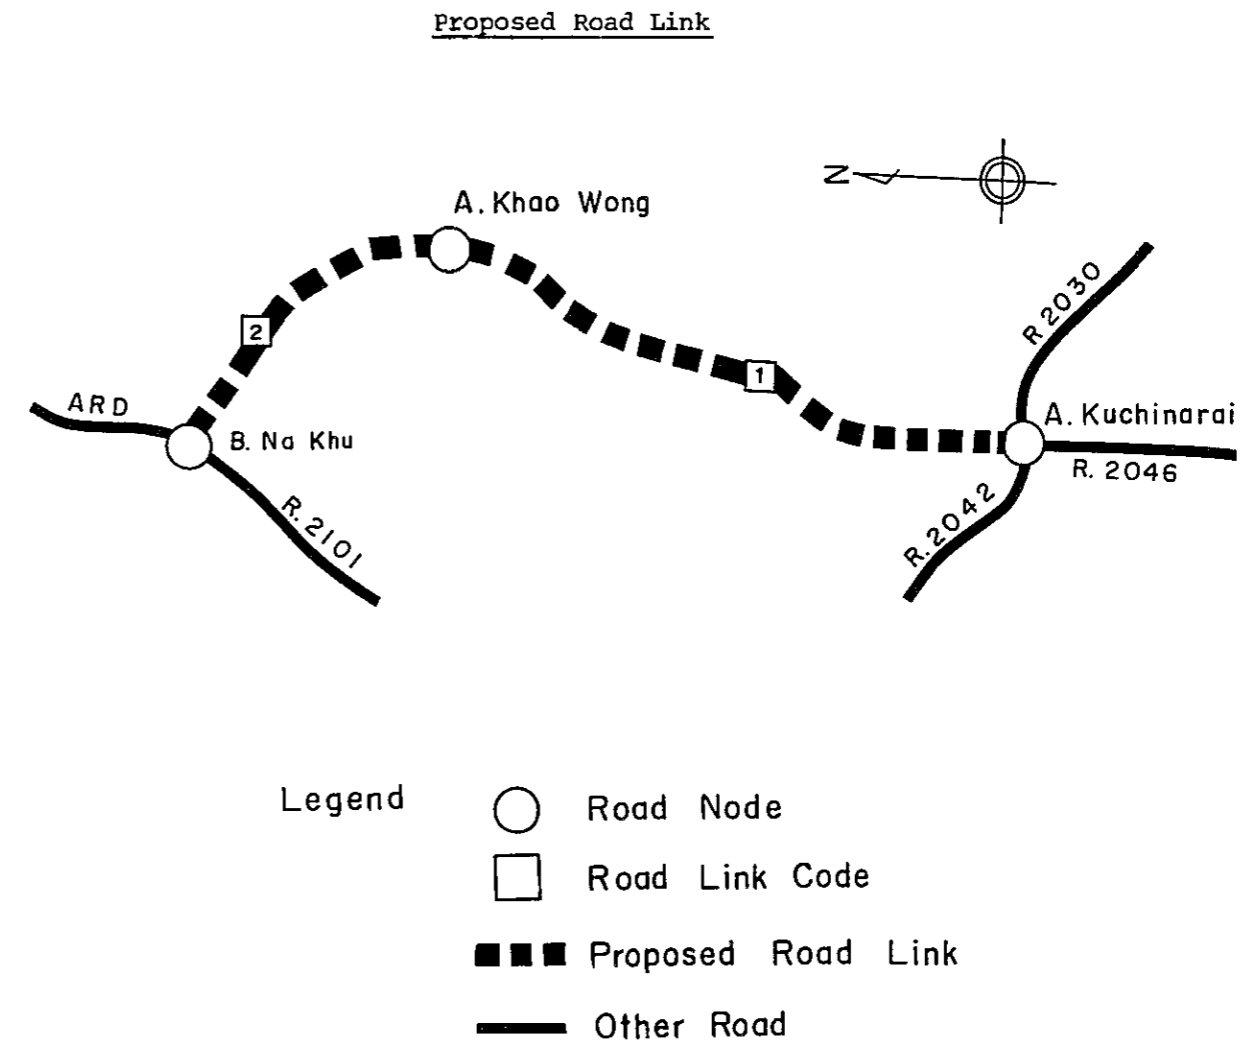 Proposed Road Link
N
A. Khao Wong
R 2030
2
1
ARD
A. Kuchinarai
B. Na Khu
R. 2046
R. 2101
R. 2042
Legend
Road Node
Road Link Code
Proposed Road Link
Other Road